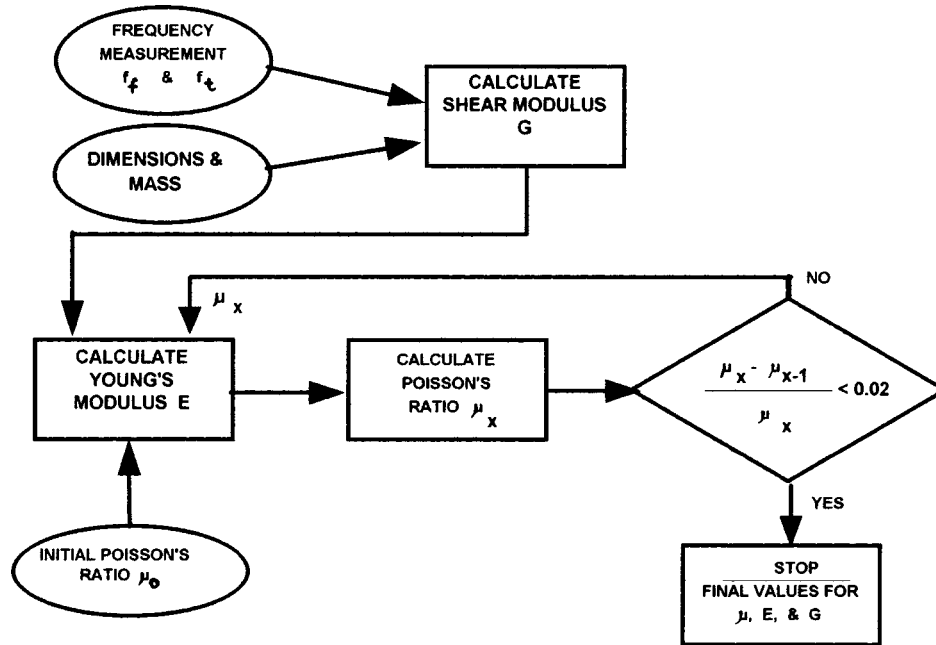 FREQUENCY
MEASUREMENT
f_f & f_t
CALCULATE
SHEAR MODULUS
G
DIMENSIONS &
MASS
NO
μ_x
CALCULATE
YOUNG'S
MODULUS E
CALCULATE
POISSON'S
RATIO μ_x
μ_x - μ_x-1
μ_x
< 0.02
YES
INITIAL POISSON'S
RATIO μ_o
STOP
FINAL VALUES FOR
μ, E, & G